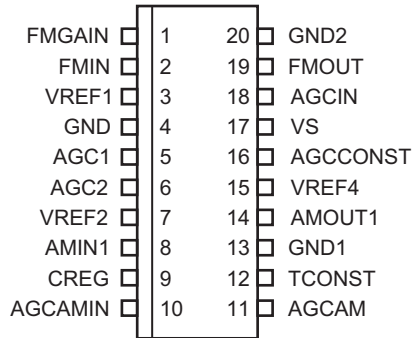 FMGAIN 1 20 GND2
FMIN 2 19 FMOUT
VREF1 3 18 AGCIN
GND 4 17 VS
AGC1 5 16 AGCCONST
AGC2 6 15 VREF4
VREF2 7 14 AMOUT1
AMIN1 8 13 GND1
CREG 9 12 TCONST
AGCAMIN 10 11 AGCAM